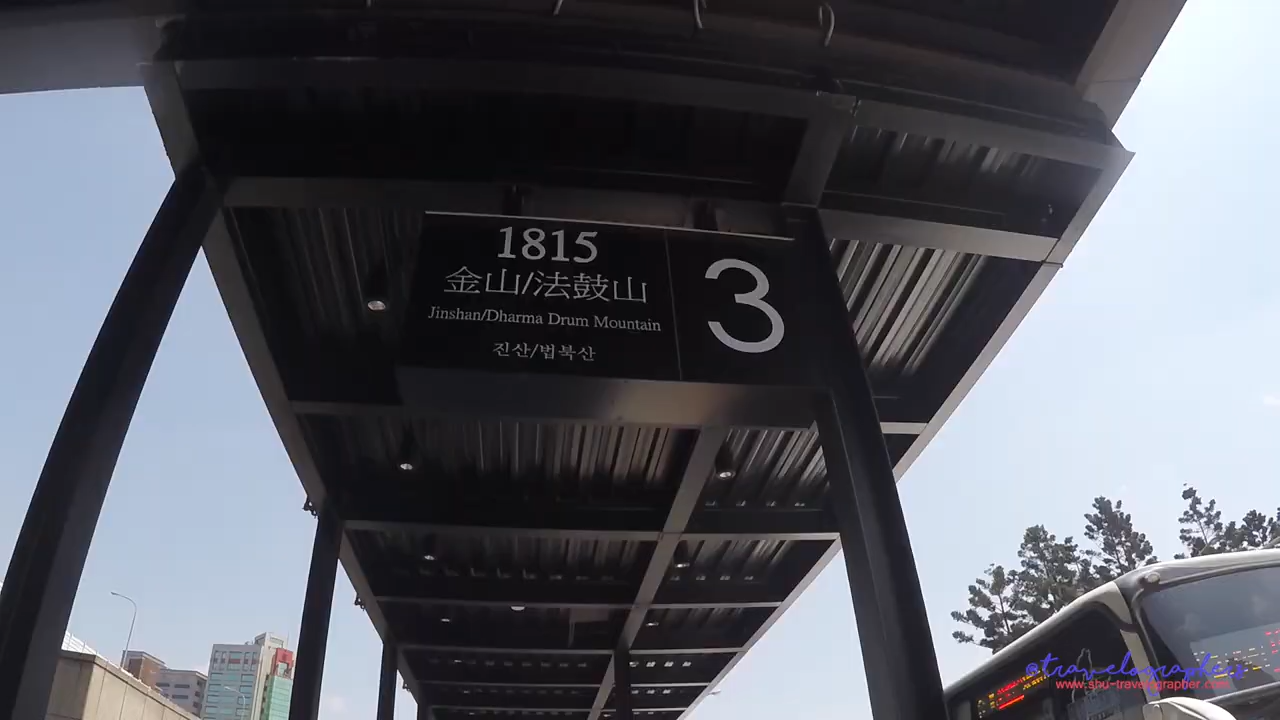 1815
金山/法鼓山
Jinshan/Dharma Drum Mountain
진산/법북산
3
@travelographers
www.shu-travelographer.com